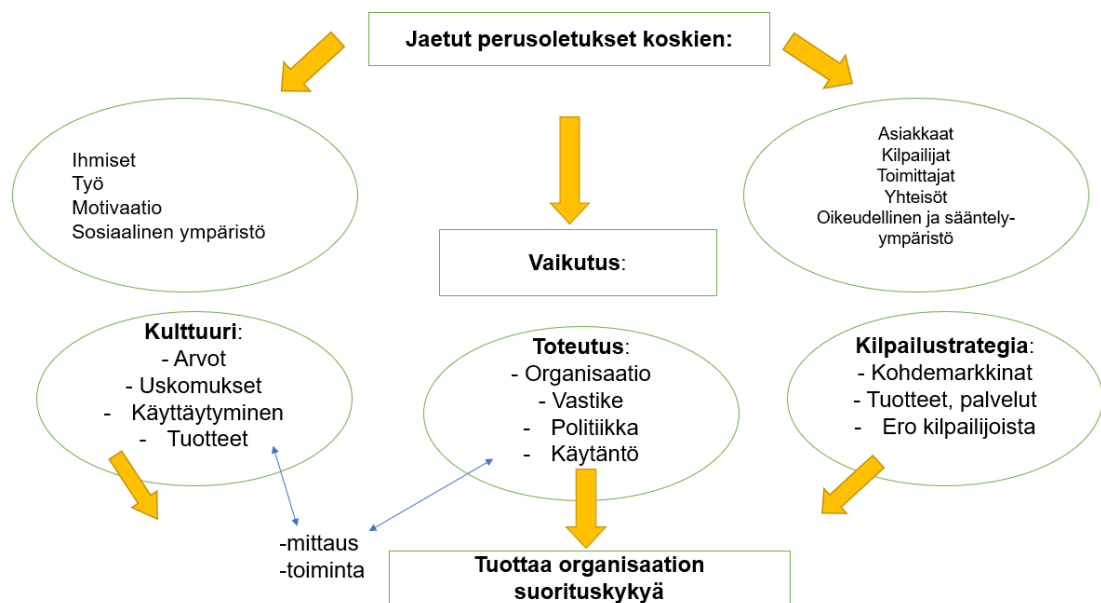 Jaetut perusoletukset koskien:
Ihmiset
Työ
Motivaatio
Sosiaalinen ympäristö
Asiakkaat
Kilpailijat
Toimittajat
Yhteisöt
Oikeudellinen ja sääntely-
ympäristö
Vaikutus:
Kulttuuri:
- Arvot
- Uskomukset
- Käyttäytyminen
- Tuotteet
Toteutus:
- Organisaatio
- Vastike
- Politiikka
- Käytäntö
Kilpailustrategia:
- Kohdemarkkinat
- Tuotteet, palvelut
- Ero kilpailijoista
-mittaus
-toiminta
Tuottaa organisaation
suorituskykyä